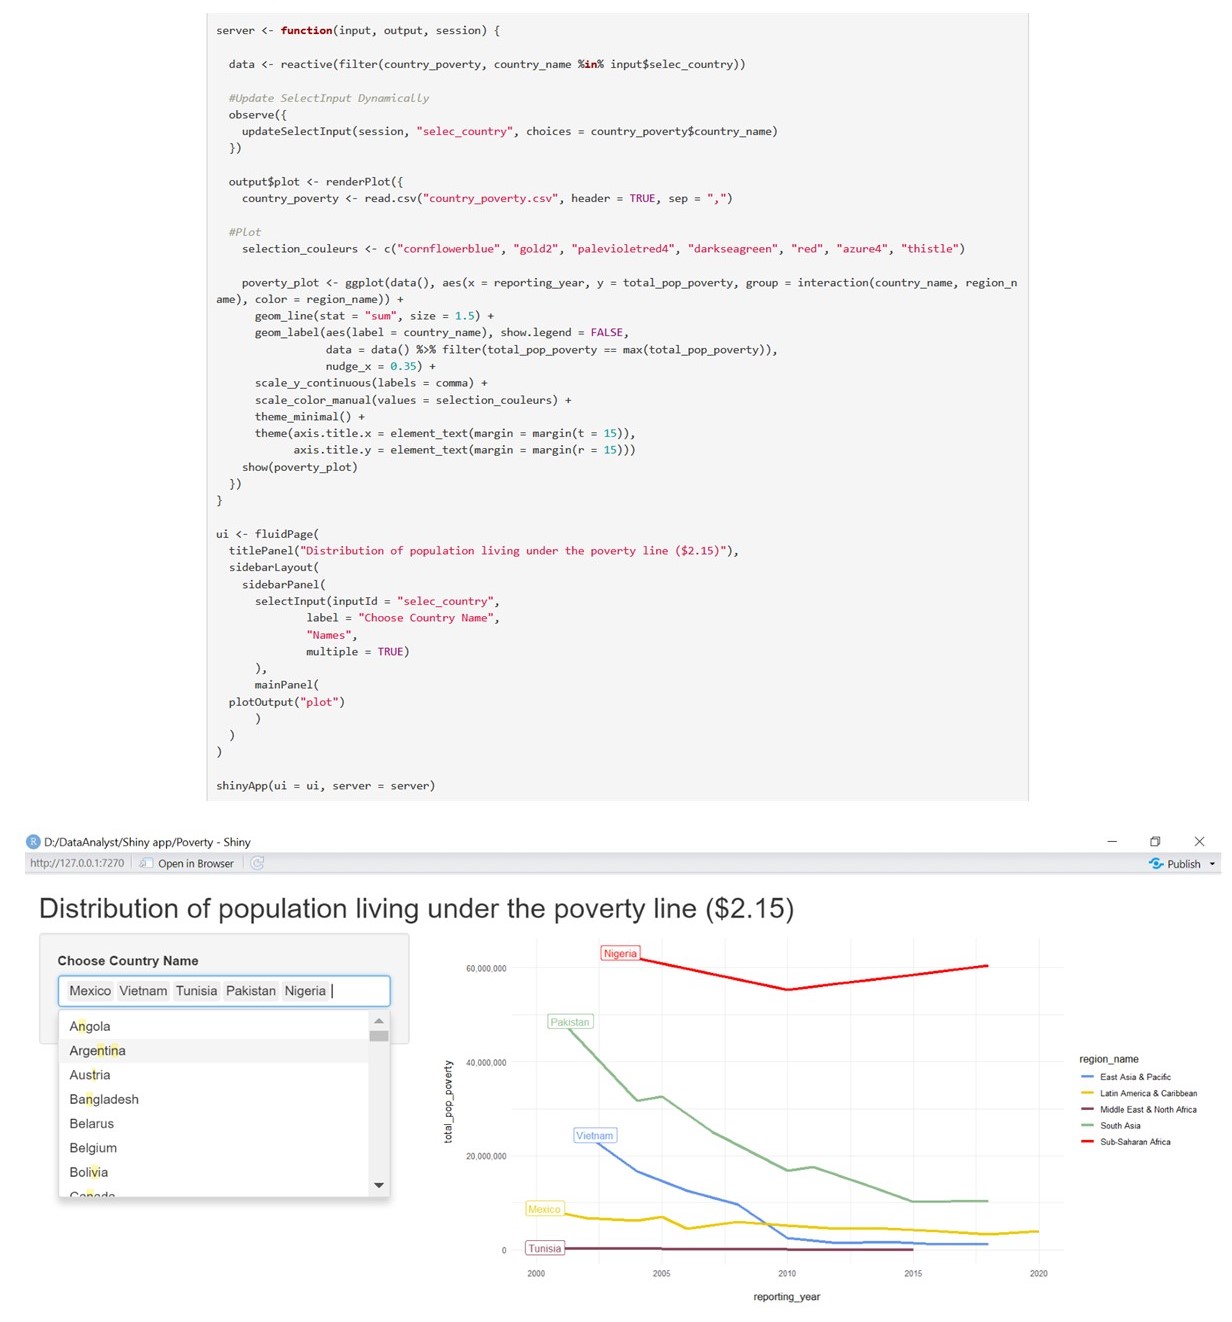 server <- function(input, output, session) {
data <- reactive(filter(country_poverty, country_name %in% input$selec_country))
#Update SelectInput Dynamically
observe({
updateSelectInput(session, "selec_country", choices = country_poverty$country_name)
})
output$plot <- renderPlot({
country_poverty <- read.csv("country_poverty.csv", header = TRUE, sep = ",")
#Plot
selection_couleurs <- c("cornflowerblue", "gold2", "palevioletred4", "darkseagreen", "red", "azure4", "thistle")
poverty_plot <- ggplot(data(), aes(x = reporting_year, y = total_pop_poverty, group = interaction(country_name, region_n
ame), color = region_name)) +
geom_line(stat = "sum", size = 1.5) +
geom_label(aes(label = country_name), show.legend = FALSE,
data = data() %>% filter(total_pop_poverty == max(total_pop_poverty)),
nudge_x = 0.35) +
scale_y_continuous(labels = comma) +
scale_color_manual(values = selection_couleurs) +
theme_minimal() +
theme(axis.title.x = element_text(margin = margin(t = 15)),
axis.title.y = element_text(margin = margin(r = 15)))
show(poverty_plot)
})
}
ui <- fluidPage(
titlePanel("Distribution of population living under the poverty line ($2.15)"),
sidebarLayout(
sidebarPanel(
selectInput(inputId = "selec_country",
label = "Choose Country Name",
"Names",
multiple = TRUE)
),
mainPanel(
plotOutput("plot")
)
)
)
shinyApp(ui = ui, server = server)
R D:/DataAnalyst/Shiny app/Poverty - Shiny
http://127.0.0.1:7270 Open in Browser Publish
Distribution of population living under the poverty line ($2.15)
Choose Country Name
Mexico Vietnam Tunisia Pakistan Nigeria
Angola
Argentina
Austria
Bangladesh
Belarus
Belgium
Bolivia
Canada
total_pop_poverty
60,000,000
40,000,000
20,000,000
0
Nigeria
Pakistan
Vietnam
Mexico
Tunisia
2000 2005 2010 2015 2020
reporting_year
region_name
East Asia & Pacific
Latin America & Caribbean
Middle East & North Africa
South Asia
Sub-Saharan Africa